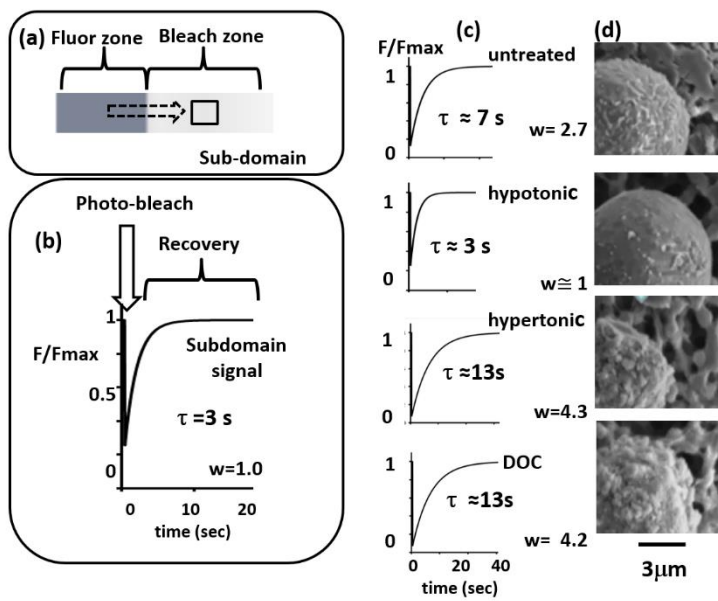 (a)
Fluor zone
Bleach zone
Sub-domain
Photo-bleach
(b)
Recovery
1
F/Fmax
Subdomain
signal
0.5
τ =3 s
0
w=1.0
0 10 20
time (sec)
(c)
F/Fmax
untreated
1
τ ≈ 7 s
0
w= 2.7
hypotonic
1
τ ≈ 3 s
0
w≅ 1
hypertonic
1
τ ≈13s
0
w=4.3
DOC
1
τ ≈13s
0
w= 4.2
0 20 40
time (sec)
(d)
3μm